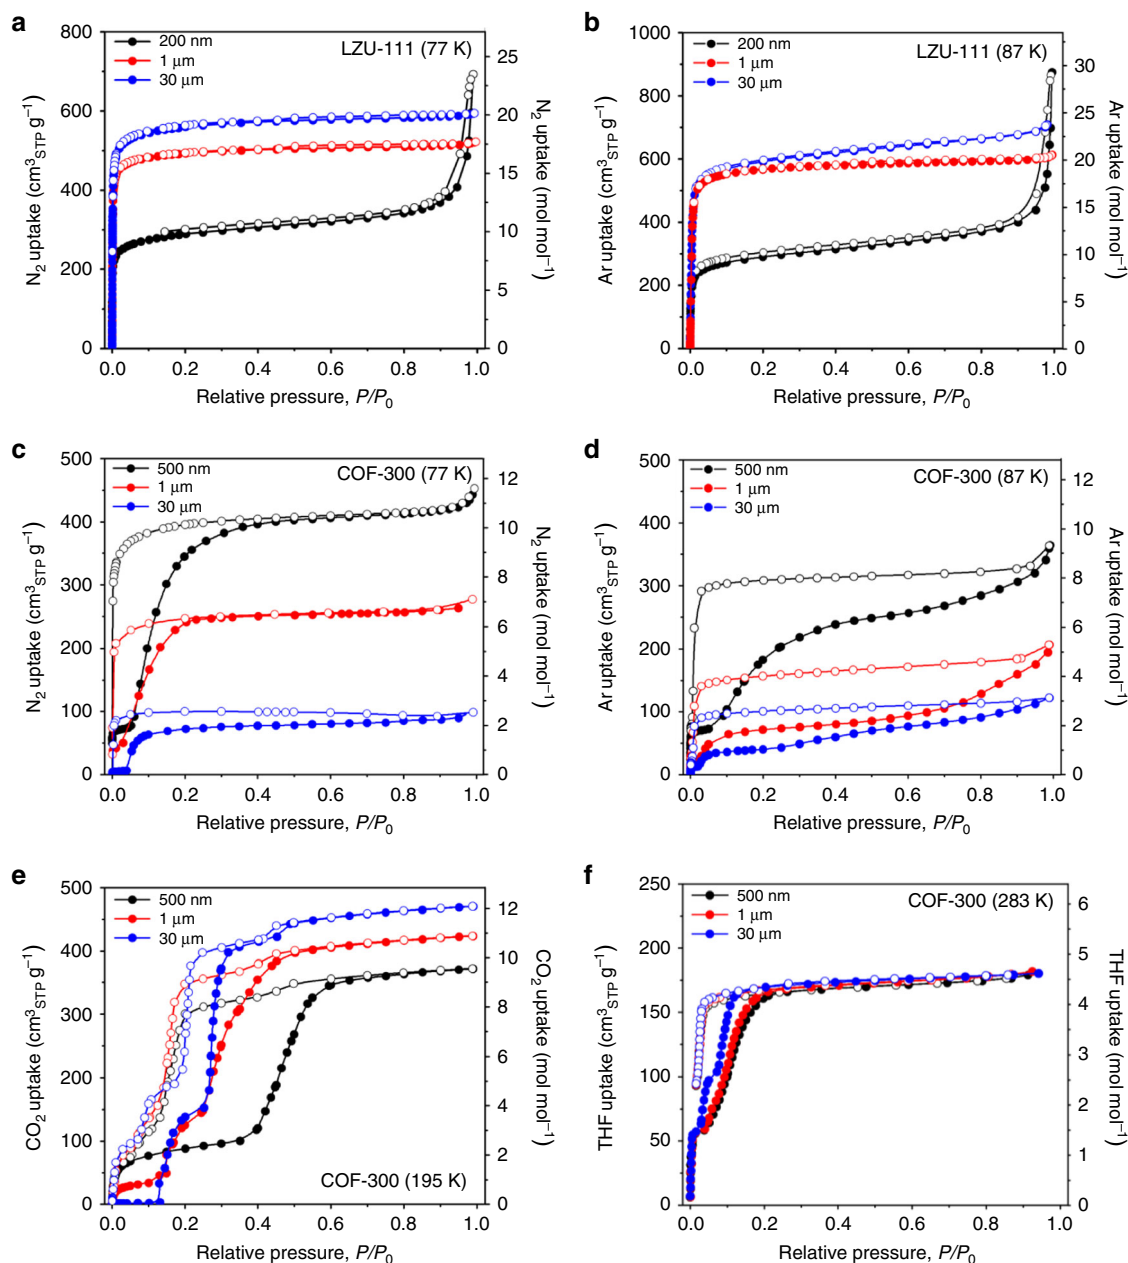 a
LZU-111 (77 K)
200 nm
1 μm
30 μm
N₂ uptake (cm³STP g⁻¹)
800
600
400
200
0
N₂ uptake (mol mol⁻¹)
25
20
15
10
5
0
0.0 0.2 0.4 0.6 0.8 1.0
Relative pressure, P/P₀
b
LZU-111 (87 K)
200 nm
1 μm
30 μm
Ar uptake (cm³STP g⁻¹)
1000
800
600
400
200
0
Ar uptake (mol mol⁻¹)
30
25
20
15
10
5
0
0.0 0.2 0.4 0.6 0.8 1.0
Relative pressure, P/P₀
c
COF-300 (77 K)
500 nm
1 μm
30 μm
N₂ uptake (cm³STP g⁻¹)
500
400
300
200
100
0
N₂ uptake (mol mol⁻¹)
12
10
8
6
4
2
0
0.0 0.2 0.4 0.6 0.8 1.0
Relative pressure, P/P₀
d
COF-300 (87 K)
500 nm
1 μm
30 μm
Ar uptake (cm³STP g⁻¹)
500
400
300
200
100
0
Ar uptake (mol mol⁻¹)
12
10
8
6
4
2
0
0.0 0.2 0.4 0.6 0.8 1.0
Relative pressure, P/P₀
e
500 nm
1 μm
30 μm
COF-300 (195 K)
CO₂ uptake (cm³STP g⁻¹)
500
400
300
200
100
0
CO₂ uptake (mol mol⁻¹)
12
10
8
6
4
2
0
0.0 0.2 0.4 0.6 0.8 1.0
Relative pressure, P/P₀
f
COF-300 (283 K)
500 nm
1 μm
30 μm
THF uptake (cm³STP g⁻¹)
250
200
150
100
50
0
THF uptake (mol mol⁻¹)
6
5
4
3
2
1
0
0.0 0.2 0.4 0.6 0.8 1.0
Relative pressure, P/P₀